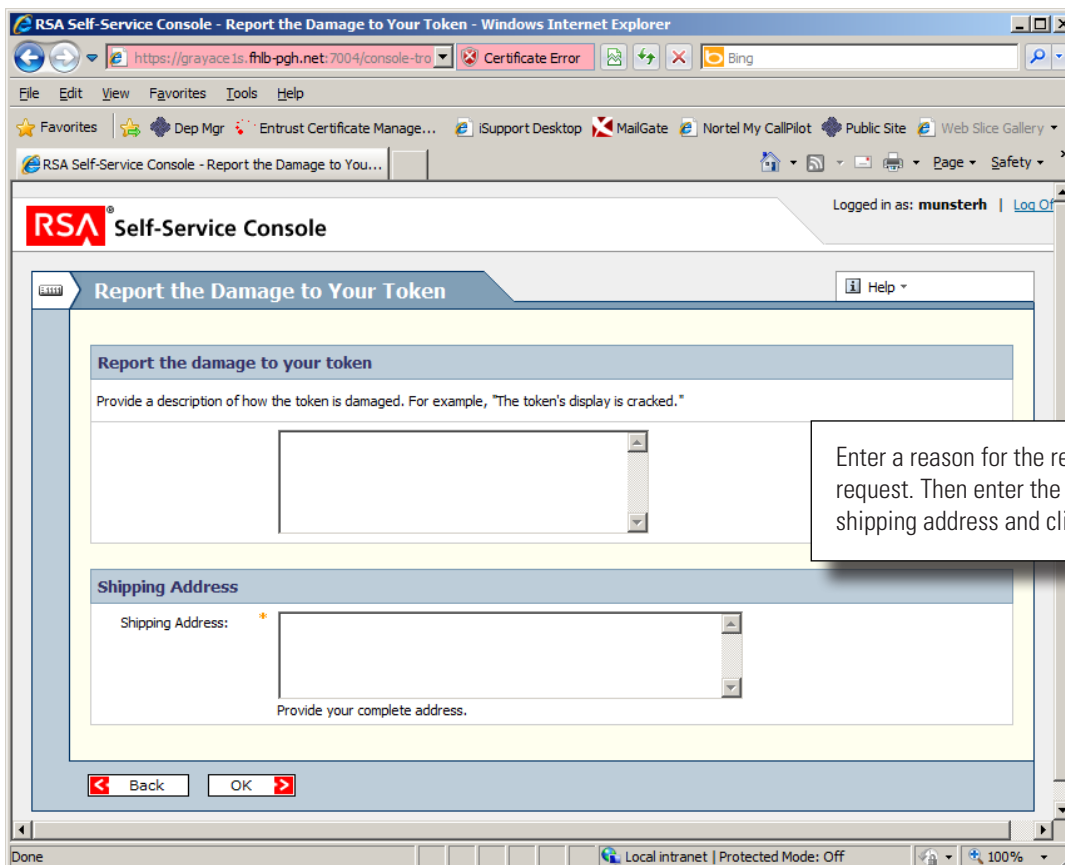 RSA Self-Service Console - Report the Damage to Your Token - Windows Internet Explorer
https://grayace1s.fhlb-pgh.net:7004/console-tro Certificate Error Bing
File Edit View Favorites Tools Help
Favorites Dep Mgr Entrust Certificate Manage... iSupport Desktop MailGate Nortel My CallPilot Public Site Web Slice Gallery
RSA Self-Service Console - Report the Damage to You... Page Safety »
Logged in as: munsterh | Log Of
RSA® Self-Service Console
Report the Damage to Your Token Help
Report the damage to your token
Provide a description of how the token is damaged. For example, "The token's display is cracked."
Enter a reason for the re
request. Then enter the
shipping address and cli
Shipping Address
Shipping Address: *
Provide your complete address.
Back OK
Done Local intranet | Protected Mode: Off 100%